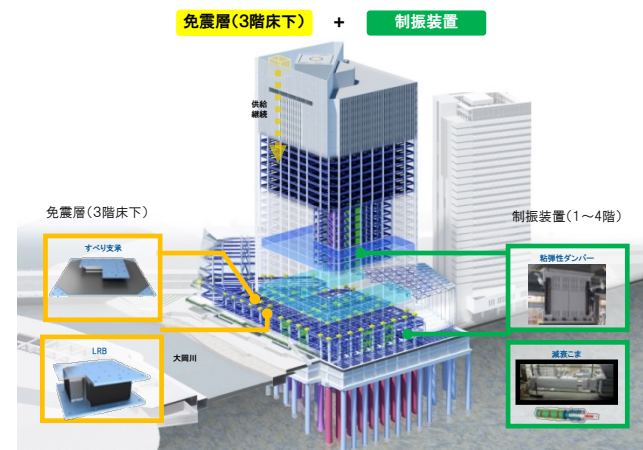 免震層(3階床下)
+
制振装置
供給
継続
免震層(3階床下)
制振装置(1～4階)
すべり支承
粘弾性ダンパー
LRB
大岡川
減衰こま